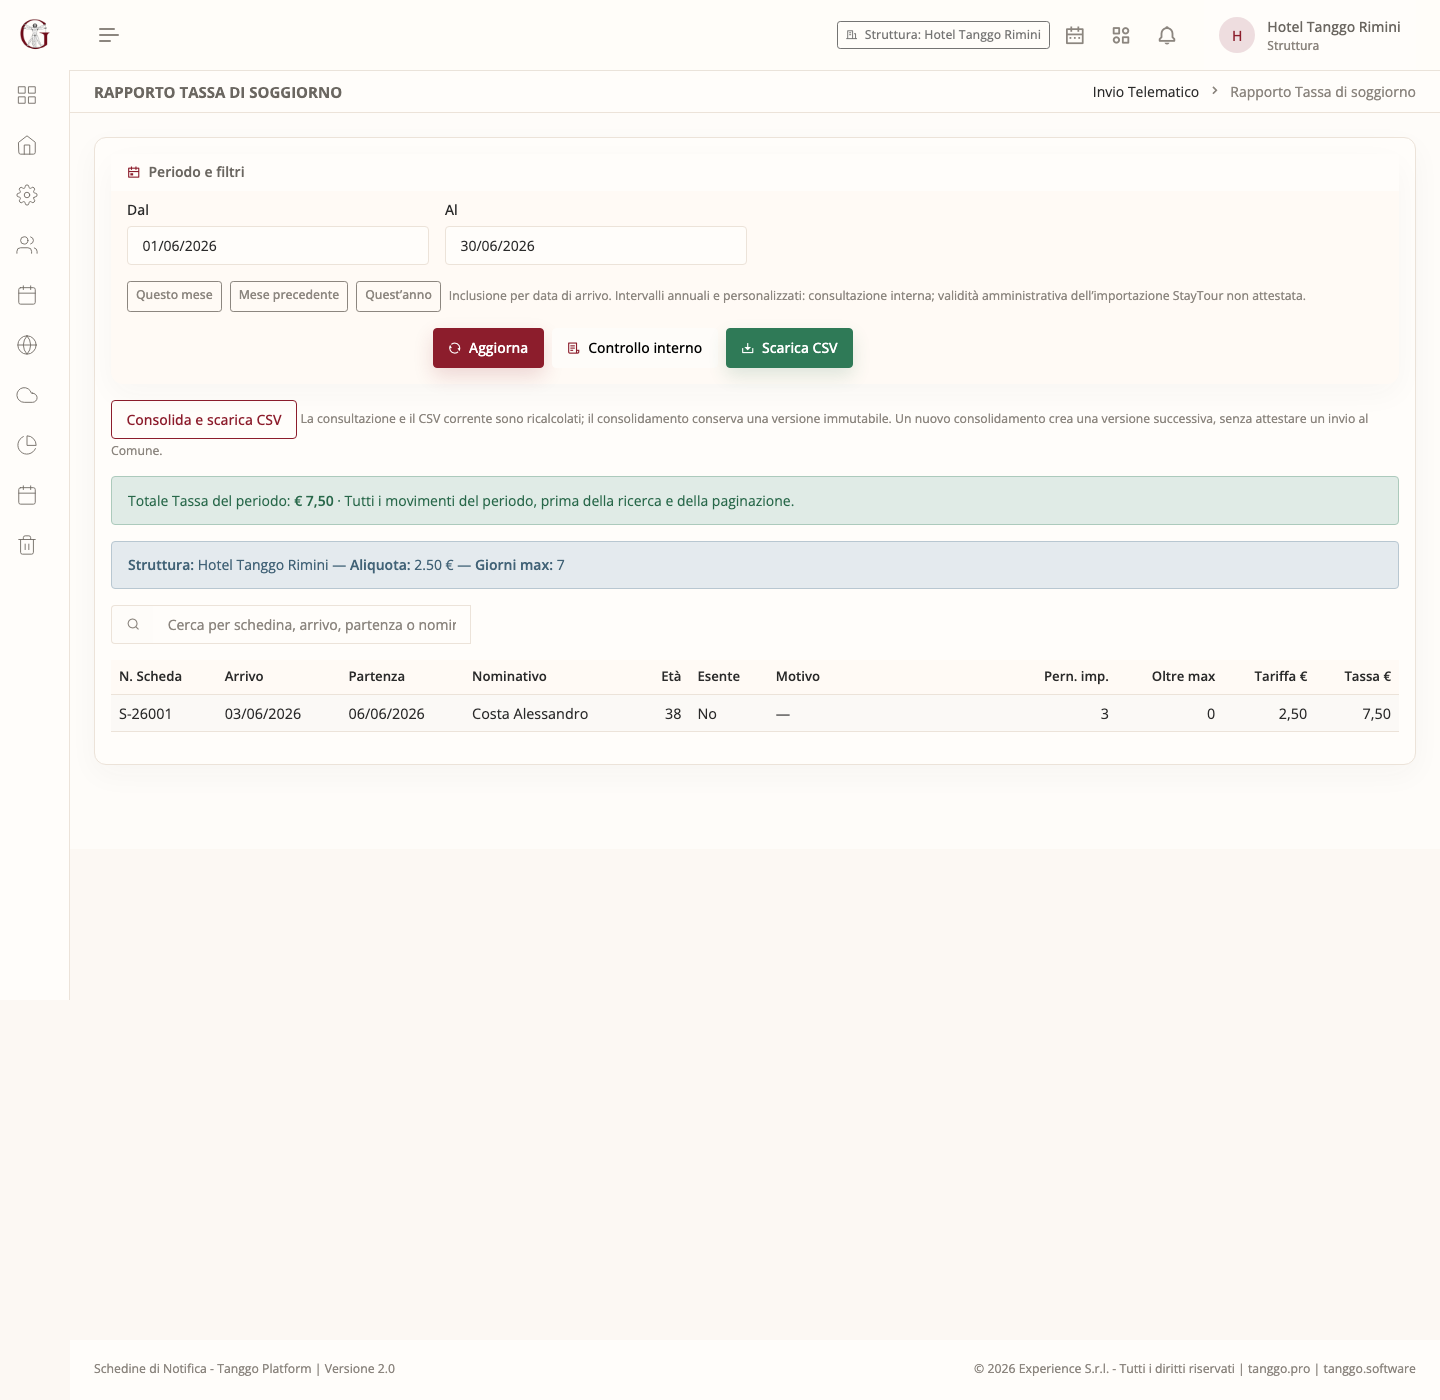 G
Struttura: Hotel Tanggo Rimini
H
Hotel Tanggo Rimini
Struttura
RAPPORTO TASSA DI SOGGIORNO
Invio Telematico > Rapporto Tassa di soggiorno
Periodo e filtri
Dal
Al
01/06/2026
30/06/2026
Questo mese
Mese precedente
Quest’anno
Inclusione per data di arrivo. Intervalli annuali e personalizzati: consultazione interna; validità amministrativa dell’importazione StayTour non attestata.
Aggiorna
Controllo interno
Scarica CSV
Consolida e scarica CSV La consultazione e il CSV corrente sono ricalcolati; il consolidamento conserva una versione immutabile. Un nuovo consolidamento crea una versione successiva, senza attestare un invio al
Comune.
Totale Tassa del periodo: € 7,50 · Tutti i movimenti del periodo, prima della ricerca e della paginazione.
Struttura: Hotel Tanggo Rimini — Aliquota: 2.50 € — Giorni max: 7
Cerca per schedina, arrivo, partenza o nomir
N. Scheda Arrivo Partenza Nominativo Età Esente Motivo Pern. imp. Oltre max Tariffa € Tassa €
S-26001 03/06/2026 06/06/2026 Costa Alessandro 38 No — 3 0 2,50 7,50
Schedine di Notifica - Tanggo Platform | Versione 2.0
© 2026 Experience S.r.l. - Tutti i diritti riservati | tanggo.pro | tanggo.software